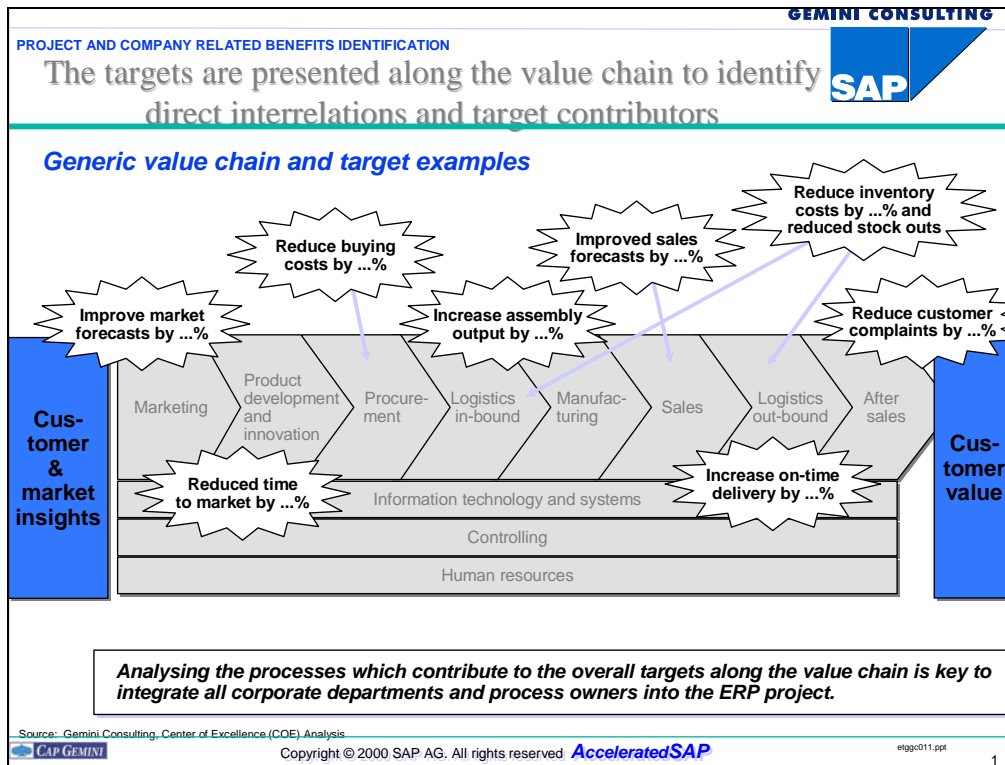 GEMINI CONSULTING
PROJECT AND COMPANY RELATED BENEFITS IDENTIFICATION
The targets are presented along the value chain to identify
direct interrelations and target contributors
SAP
Generic value chain and target examples
Reduce inventory
costs by ...% and
reduced stock outs
Reduce buying
costs by ...%
Improved sales
forecasts by ...%
Improve market
forecasts by ...%
Increase assembly
output by ...%
Reduce customer
complaints by ...%
Cus-
tomer
&
market
insights
Marketing
Product
development
and
innovation
Procure-
ment
Logistics
in-bound
Manufac-
turing
Sales
Logistics
out-bound
After
sales
Cus-
tomer
value
Reduced time
to market by ...%
Increase on-time
delivery by ...%
Information technology and systems
Controlling
Human resources
Analysing the processes which contribute to the overall targets along the value chain is key to
integrate all corporate departments and process owners into the ERP project.
Source: Gemini Consulting, Center of Excellence (COE) Analysis
CAP GEMINI
Copyright © 2000 SAP AG. All rights reserved AcceleratedSAP
etggc011.ppt
1